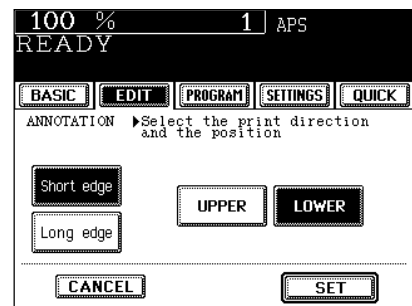 100 % 1 APS
READY
BASIC EDIT PROGRAM SETTINGS QUICK
ANNOTATION ▶Select the print direction
and the position
Short edge
UPPER LOWER
Long edge
CANCEL SET